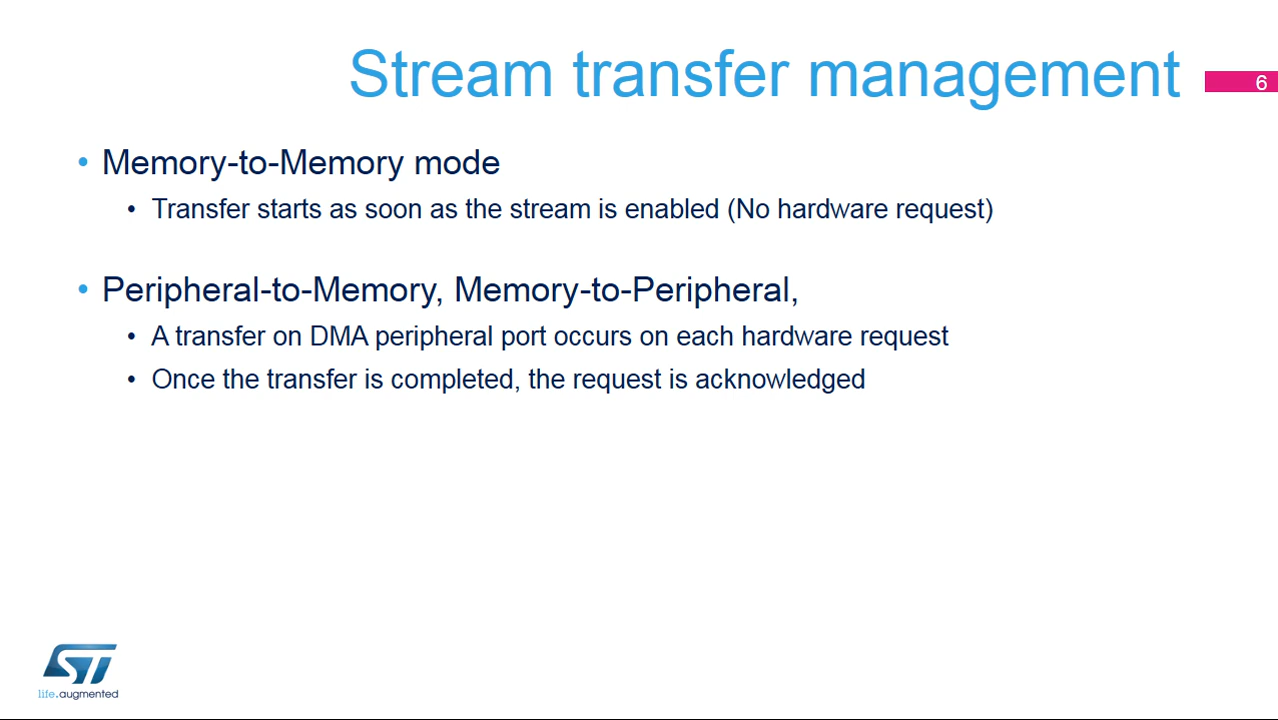 Stream transfer management
6
• Memory-to-Memory mode
• Transfer starts as soon as the stream is enabled (No hardware request)
• Peripheral-to-Memory, Memory-to-Peripheral,
• A transfer on DMA peripheral port occurs on each hardware request
• Once the transfer is completed, the request is acknowledged
ST
life.augmented